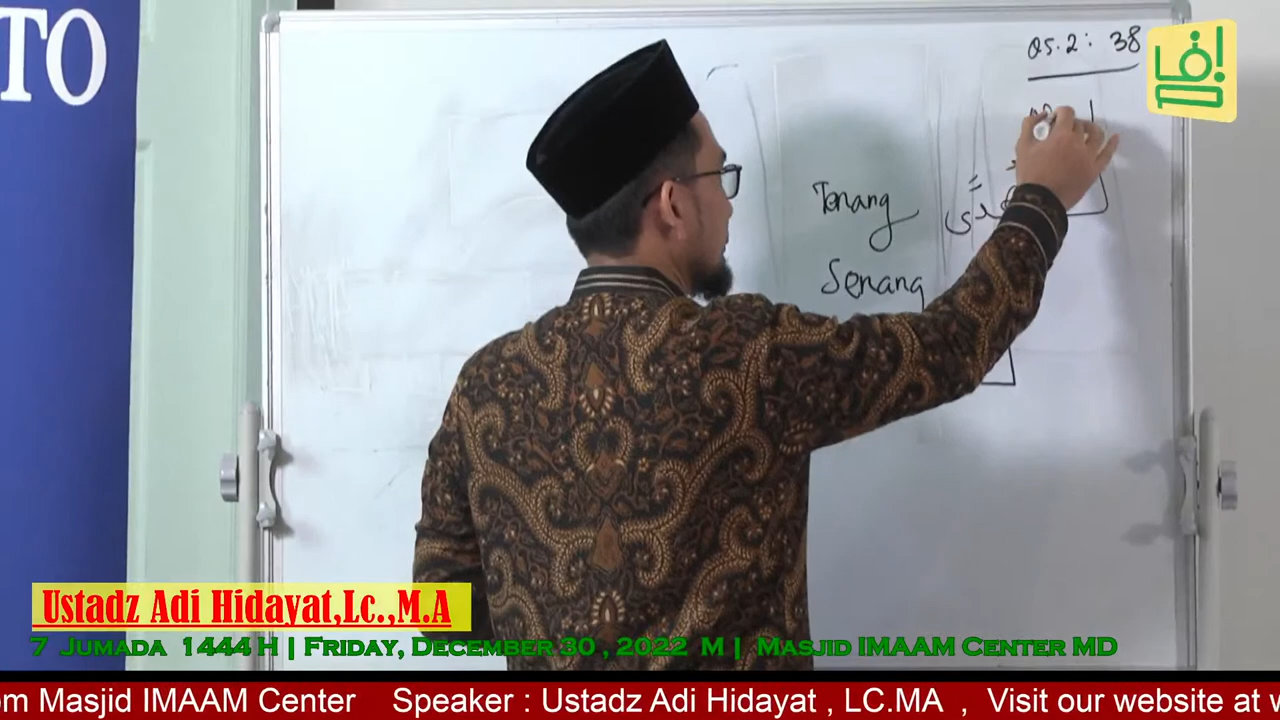 TO
QS. 2 : 38
Tenang
Senang
Ustadz Adi Hidayat,Lc.,M.A
7 Jumada 1444 H | Friday, December 30 , 2022 M | Masjid IMAAM Center MD
om Masjid IMAAM Center Speaker : Ustadz Adi Hidayat , LC.MA , Visit our website at w